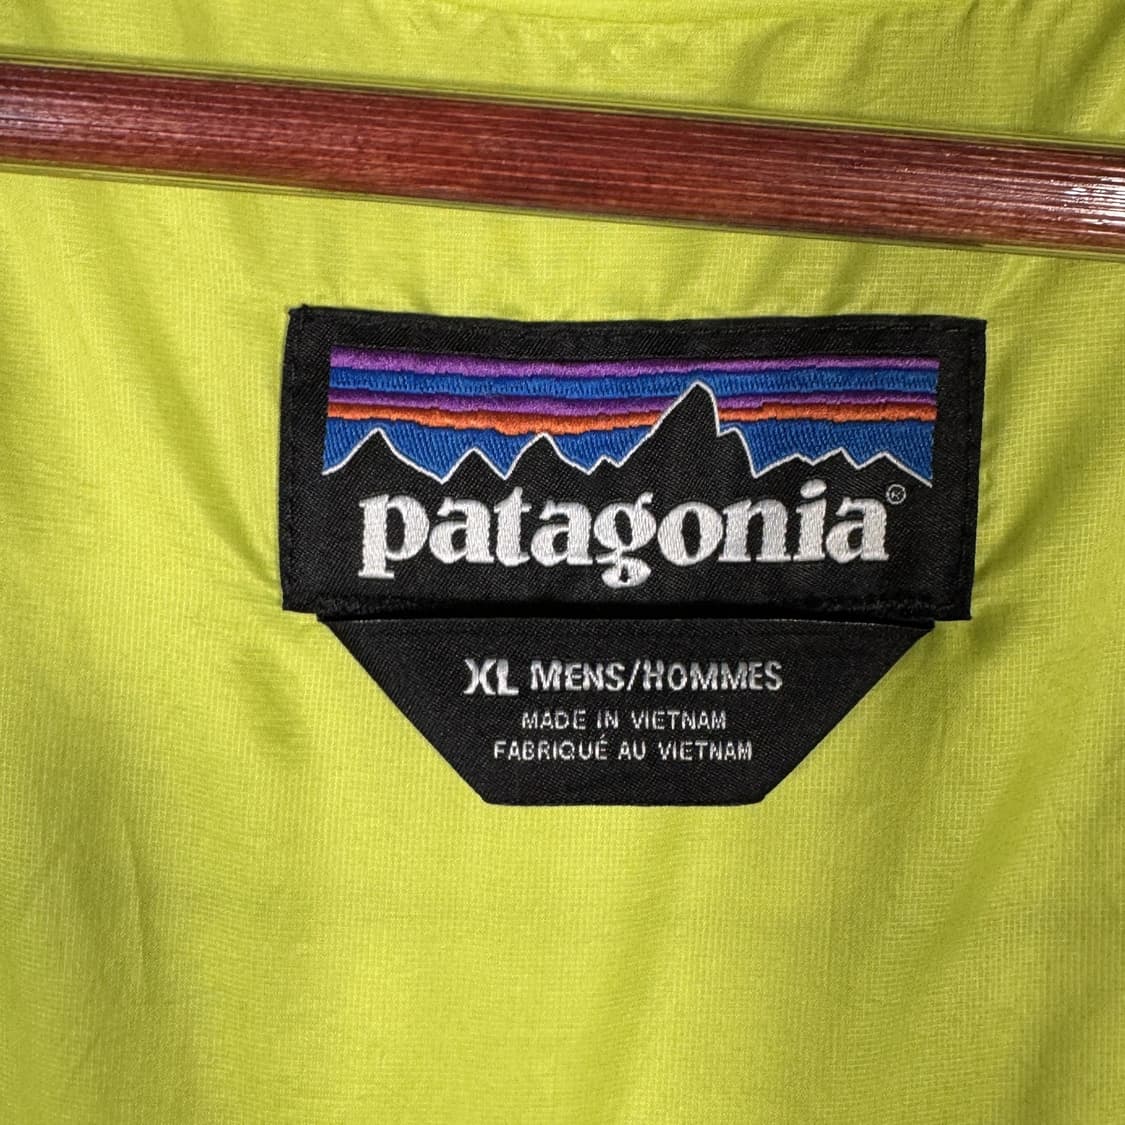 patagonia®
XL MENS/HOMMES
MADE IN VIETNAM
FABRIQUÉ AU VIETNAM